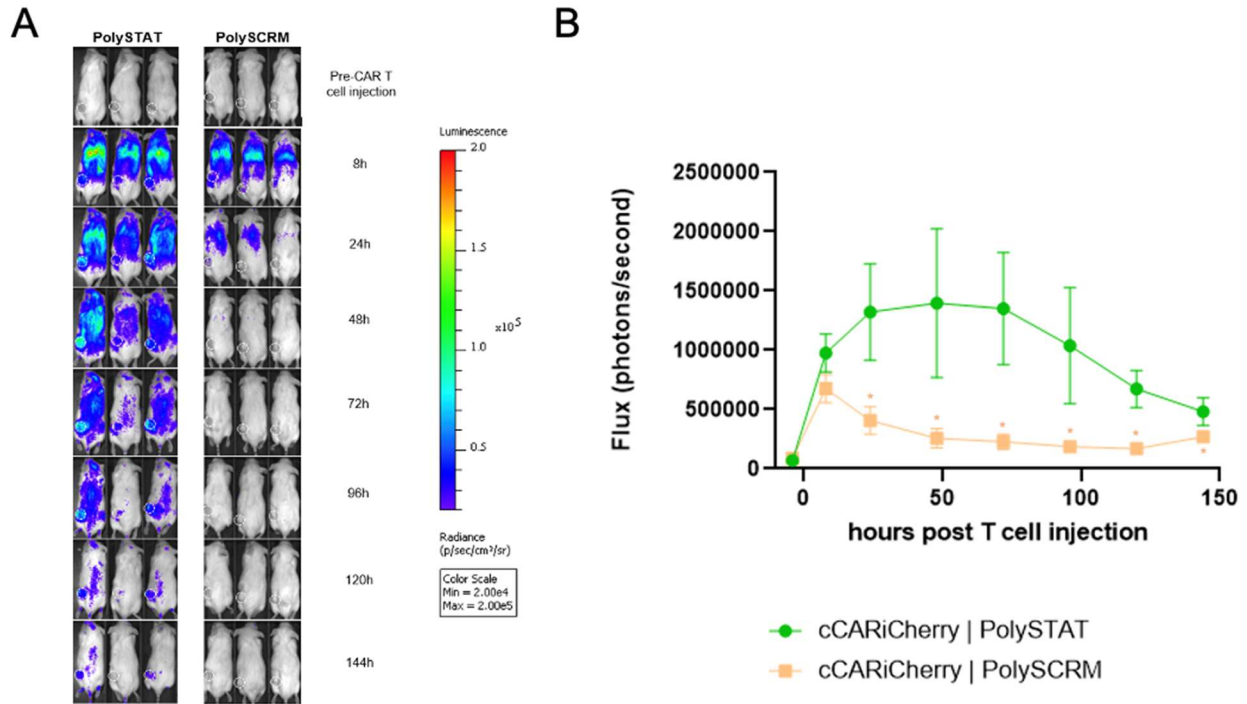 A
PolySTAT PolySCRM
Pre-CAR T
cell injection
8h
24h
48h
72h
96h
120h
144h
Luminescence
2.0
1.5
x10⁵
1.0
0.5
Radiance
(p/sec/cm²/sr)
Color Scale
Min = 2.00e4
Max = 2.00e5
B
Flux (photons/second)
2500000
2000000
1500000
1000000
500000
0
* * * * * *
0 50 100 150
hours post T cell injection
cCARiCherry | PolySTAT
cCARiCherry | PolySCRM